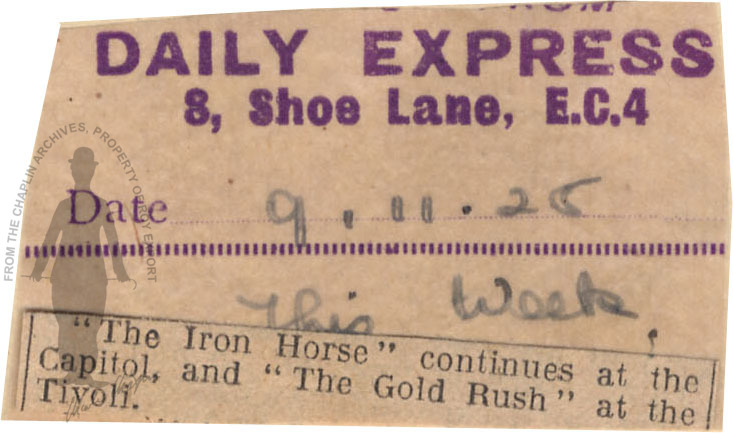 FROM
DAILY EXPRESS
8, Shoe Lane, E.C.4
Date 9.11.25
This Week,
"The Iron Horse" continues at the
Capitol, and "The Gold Rush" at the
Tivoli.
FROM THE CHAPLIN ARCHIVES, PROPERTY OF ROY EXPORT